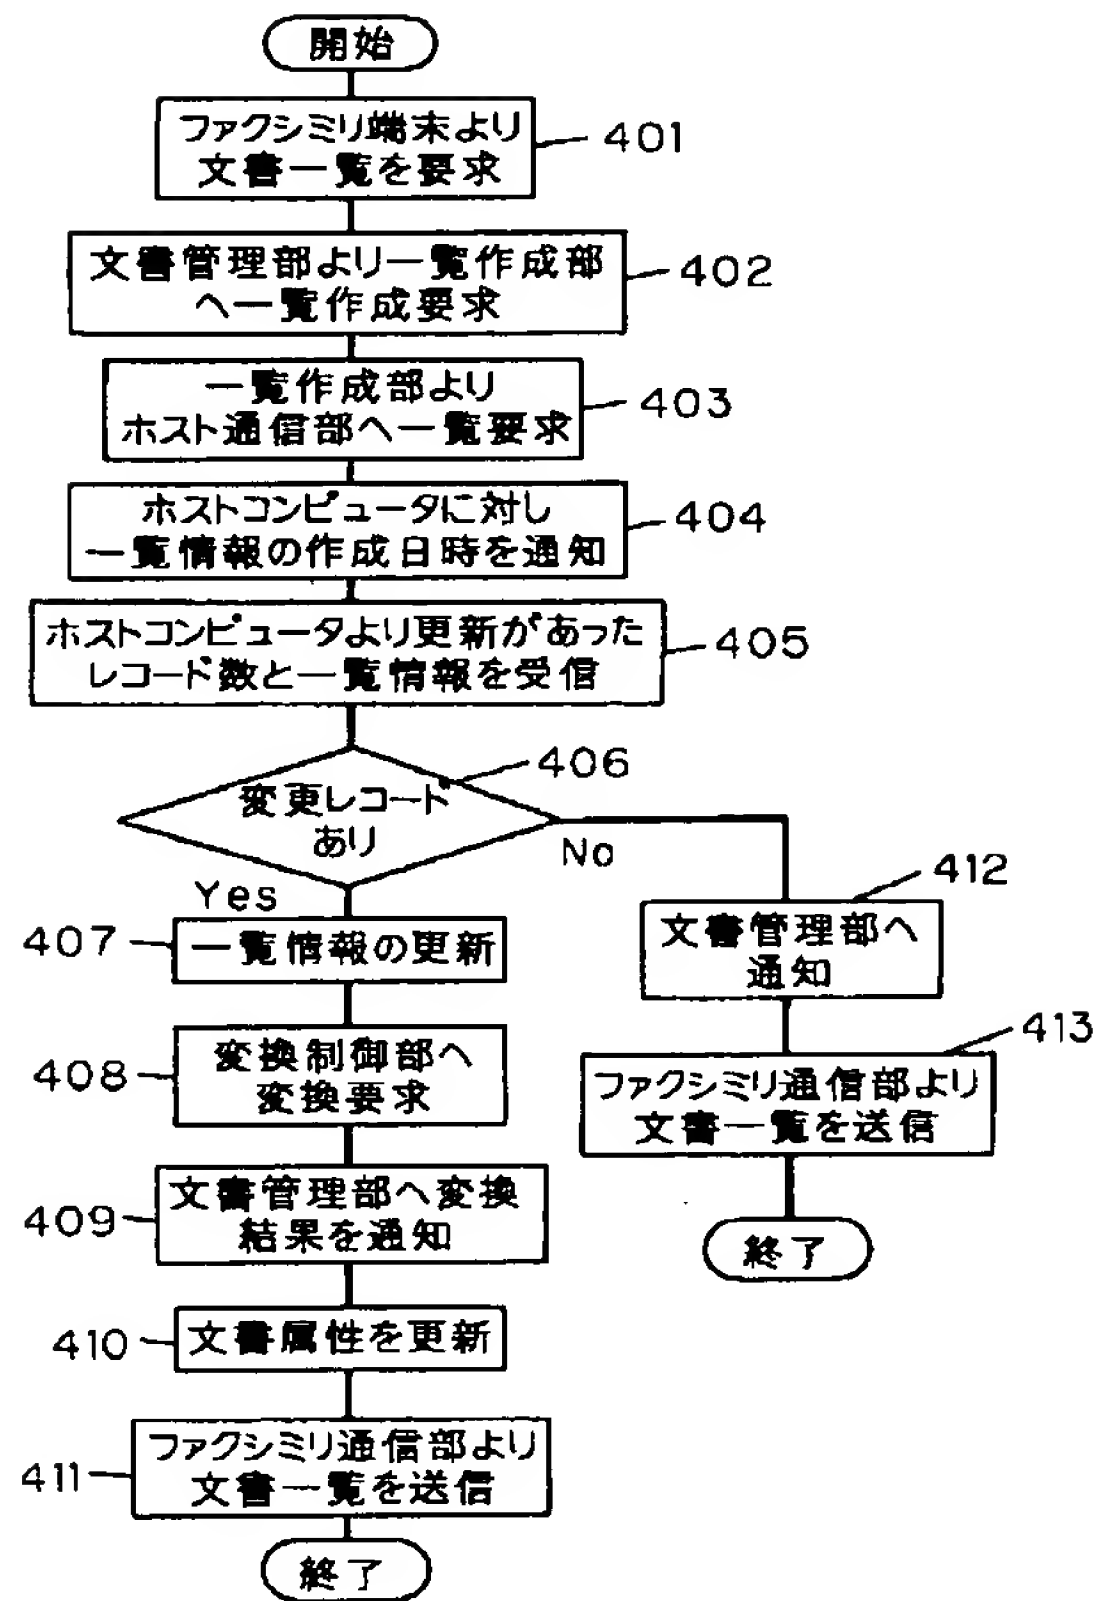 開始
ファクシミリ端末より
文書一覧を要求
401
文書管理部より一覧作成部
へ一覧作成要求
402
一覧作成部より
ホスト通信部へ一覧要求
403
ホストコンピュータに対し
一覧情報の作成日時を通知
404
ホストコンピュータより更新があった
レコード数と一覧情報を受信
405
変更レコード
あり
406
No
Yes
407
一覧情報の更新
408
変換制御部へ
変換要求
409
文書管理部へ変換
結果を通知
410
文書属性を更新
411
ファクシミリ通信部より
文書一覧を送信
終了
412
文書管理部へ
通知
413
ファクシミリ通信部より
文書一覧を送信
終了